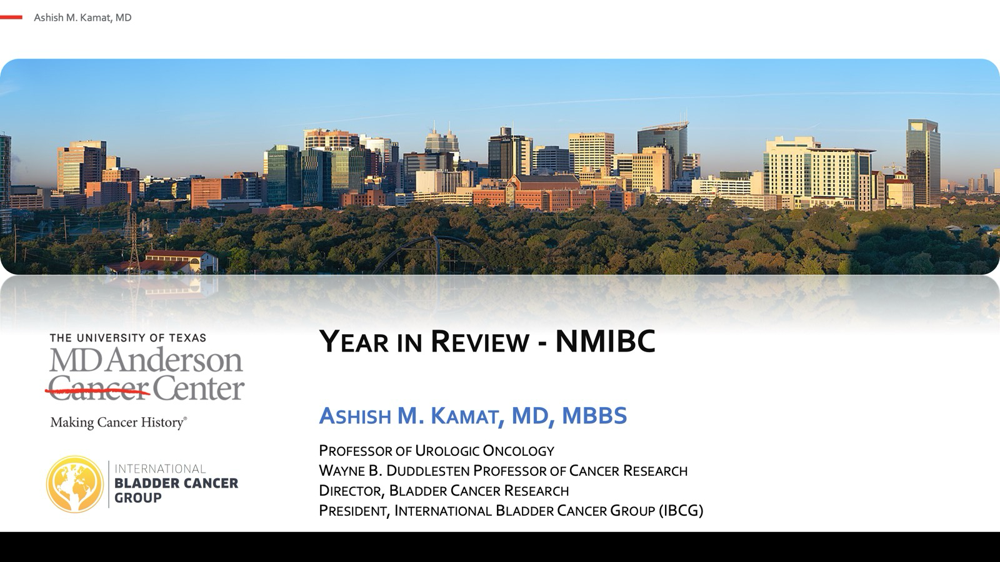 Ashish M. Kamat, MD
THE UNIVERSITY OF TEXAS
MD Anderson
Cancer Center
Making Cancer History®
INTERNATIONAL
BLADDER CANCER
GROUP
YEAR IN REVIEW - NMIBC
ASHISH M. KAMAT, MD, MBBS
PROFESSOR OF UROLOGIC ONCOLOGY
WAYNE B. DUDDLESTEN PROFESSOR OF CANCER RESEARCH
DIRECTOR, BLADDER CANCER RESEARCH
PRESIDENT, INTERNATIONAL BLADDER CANCER GROUP (IBCG)